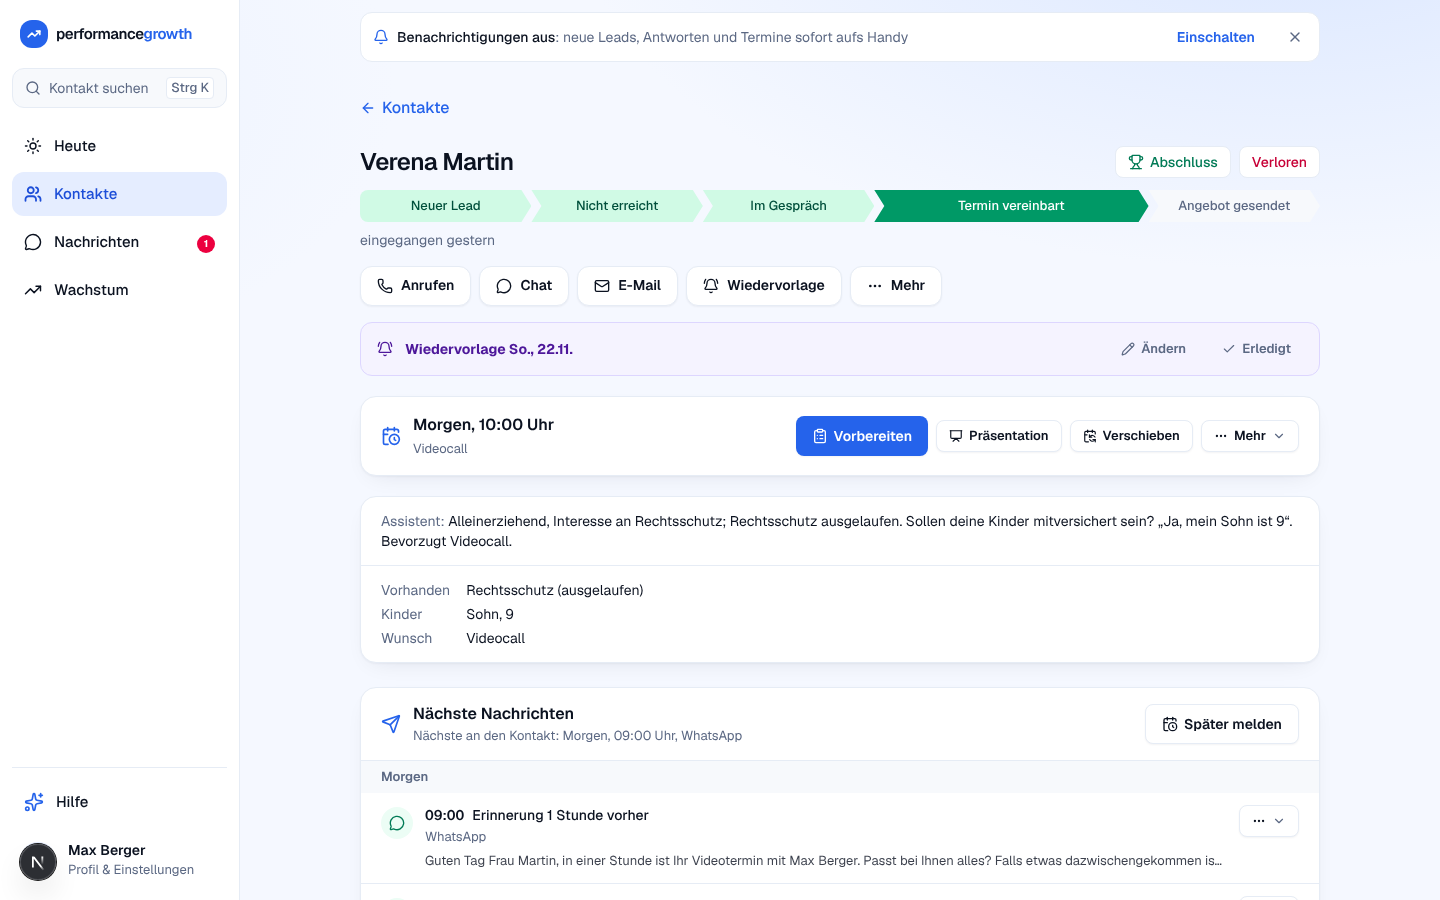 performancegrowth
Kontakt suchen
Strg K
Heute
Kontakte
Nachrichten
1
Wachstum
Hilfe
N
Max Berger
Profil & Einstellungen
Benachrichtigungen aus: neue Leads, Antworten und Termine sofort aufs Handy
Einschalten
Kontakte
Verena Martin
Abschluss
Verloren
Neuer Lead
Nicht erreicht
Im Gespräch
Termin vereinbart
Angebot gesendet
eingegangen gestern
Anrufen
Chat
E-Mail
Wiedervorlage
Mehr
Wiedervorlage So., 22.11.
Ändern
Erledigt
Morgen, 10:00 Uhr
Videocall
Vorbereiten
Präsentation
Verschieben
Mehr
Assistent: Alleinerziehend, Interesse an Rechtsschutz; Rechtsschutz ausgelaufen. Sollen deine Kinder mitversichert sein? „Ja, mein Sohn ist 9“.
Bevorzugt Videocall.
Vorhanden Rechtsschutz (ausgelaufen)
Kinder Sohn, 9
Wunsch Videocall
Nächste Nachrichten
Nächste an den Kontakt: Morgen, 09:00 Uhr, WhatsApp
Später melden
Morgen
09:00 Erinnerung 1 Stunde vorher
WhatsApp
Guten Tag Frau Martin, in einer Stunde ist Ihr Videotermin mit Max Berger. Passt bei Ihnen alles? Falls etwas dazwischengekommen is…